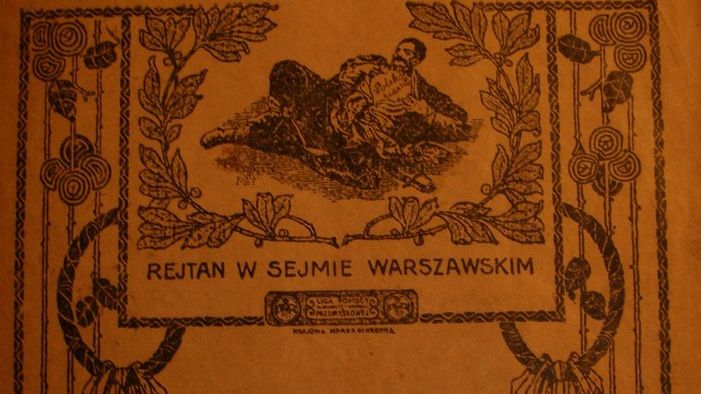 REJTAN W SEJMIE WARSZAWSKIM
LIGA POMOCY
PRZEMYSŁOWEJ
KRAJOWA MARKA OCHRONNA